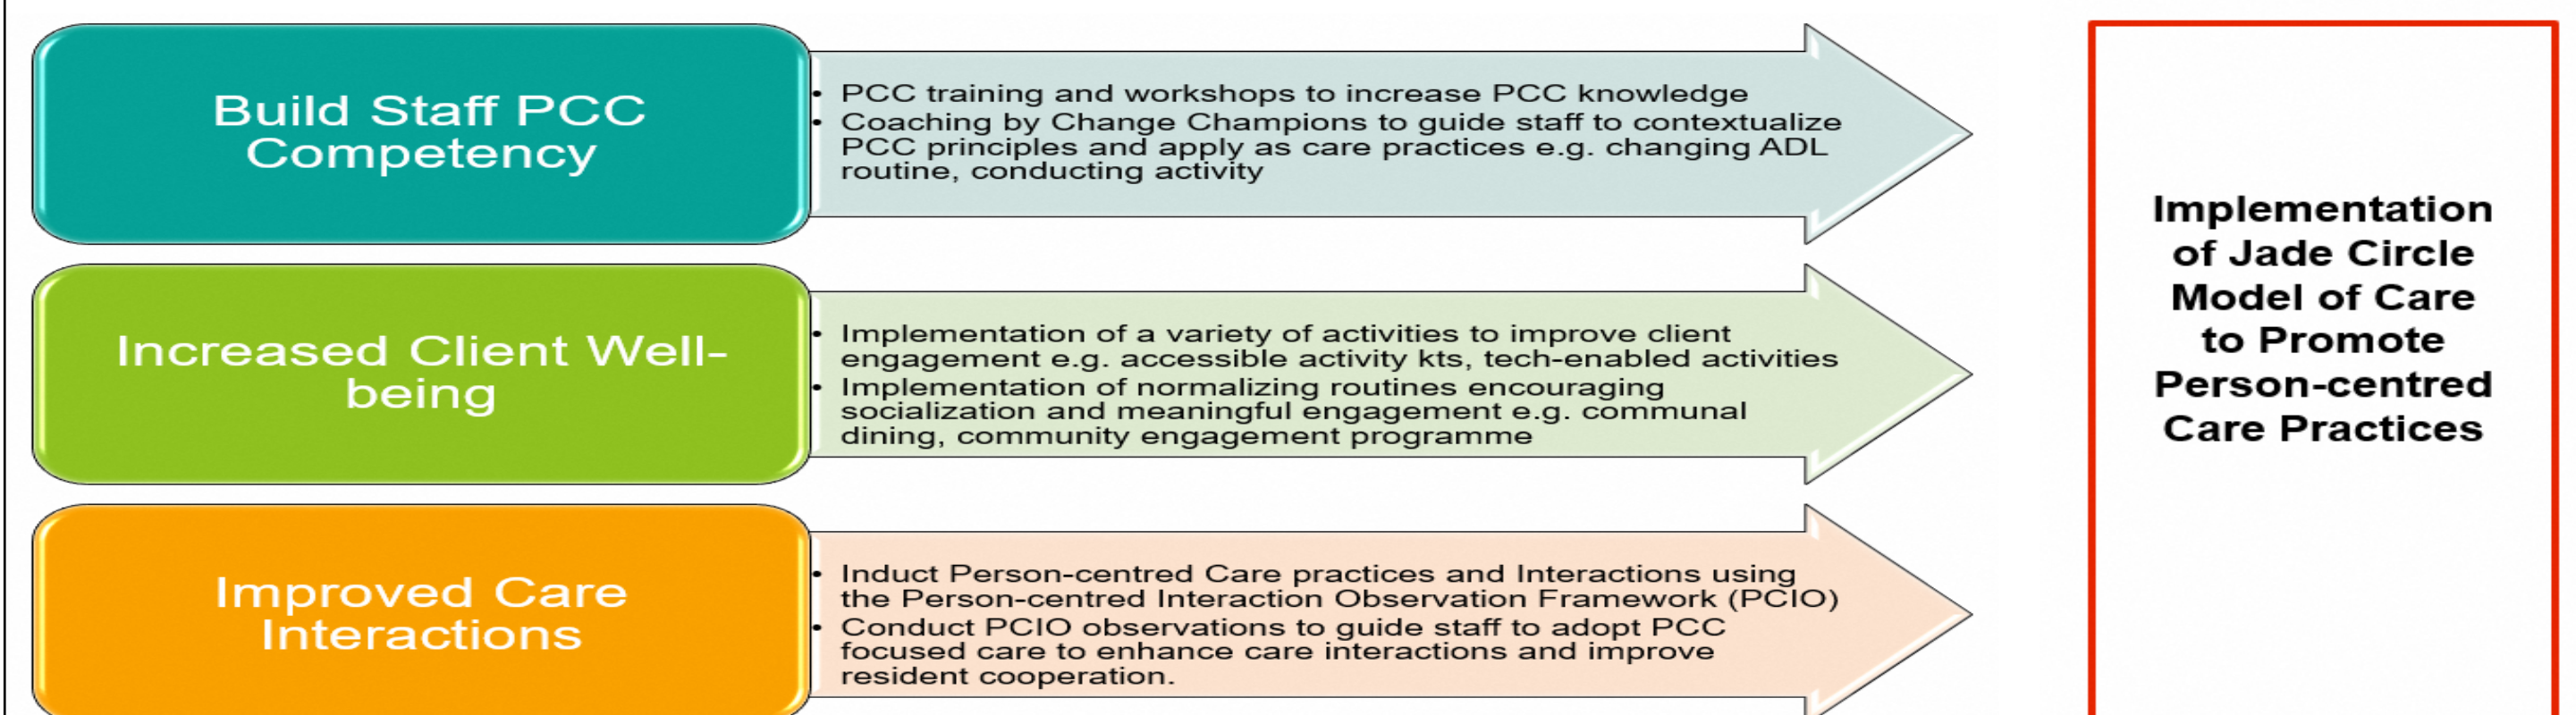 Build Staff PCC
Competency
• PCC training and workshops to increase PCC knowledge
• Coaching by Change Champions to guide staff to contextualize
PCC principles and apply as care practices e.g. changing ADL
routine, conducting activity
Increased Client Well-
being
• Implementation of a variety of activities to improve client
engagement e.g. accessible activity kts, tech-enabled activities
• Implementation of normalizing routines encouraging
socialization and meaningful engagement e.g. communal
dining, community engagement programme
Improved Care
Interactions
• Induct Person-centred Care practices and Interactions using
the Person-centred Interaction Observation Framework (PCIO)
• Conduct PCIO observations to guide staff to adopt PCC
focused care to enhance care interactions and improve
resident cooperation.
Implementation
of Jade Circle
Model of Care
to Promote
Person-centred
Care Practices